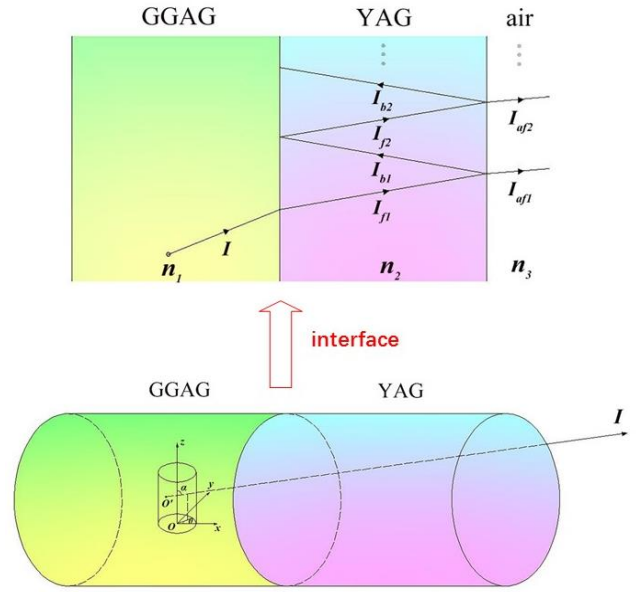 GGAG YAG air
I_b2
I_f2 I_af2
I_b1
I_f1 I_af1
I
n_1 n_2 n_3
interface
GGAG YAG
I
z
α y
O'
O θ x